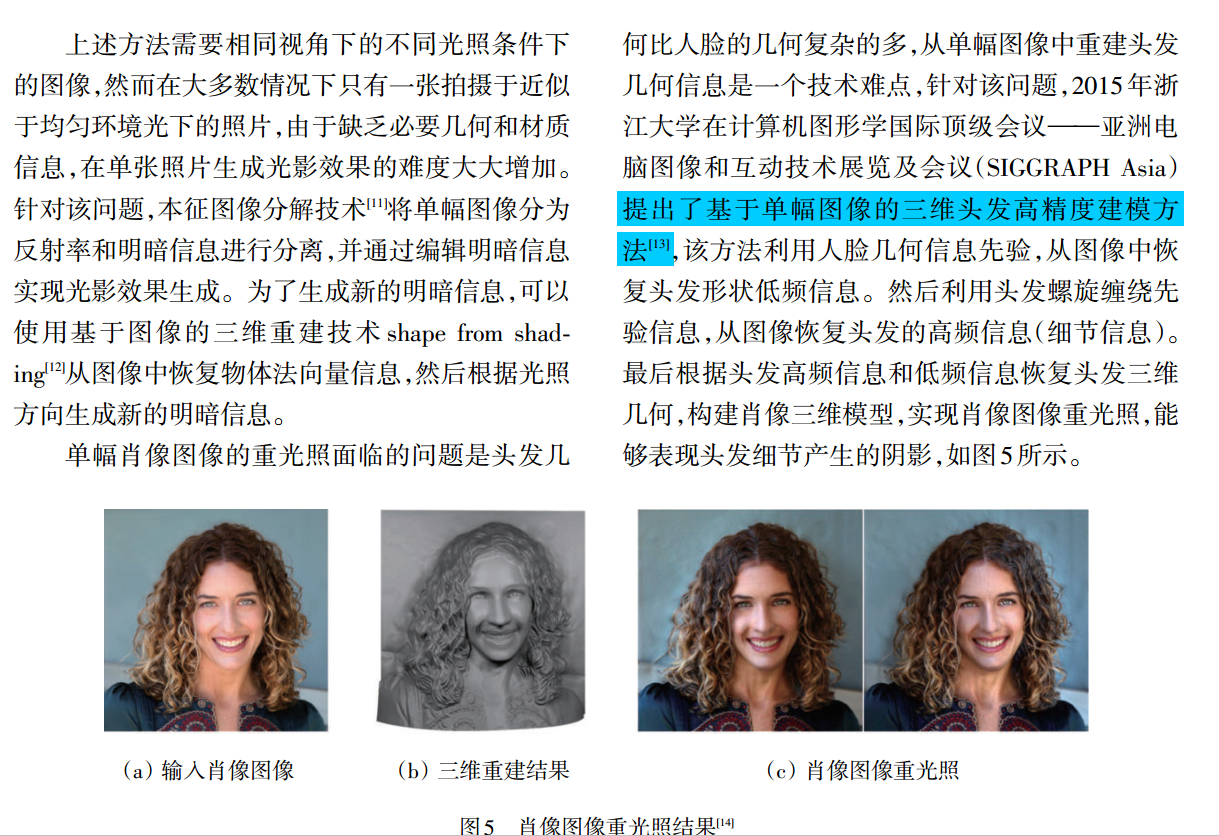 上述方法需要相同视角下的不同光照条件下
的图像,然而在大多数情况下只有一张拍摄于近似
于均匀环境光下的照片,由于缺乏必要几何和材质
信息,在单张照片生成光影效果的难度大大增加。
针对该问题,本征图像分解技术[11]将单幅图像分为
反射率和明暗信息进行分离,并通过编辑明暗信息
实现光影效果生成。为了生成新的明暗信息,可以
使用基于图像的三维重建技术 shape from shad-
ing[12]从图像中恢复物体法向量信息,然后根据光照
方向生成新的明暗信息。
单幅肖像图像的重光照面临的问题是头发几
何比人脸的几何复杂的多,从单幅图像中重建头发
几何信息是一个技术难点,针对该问题,2015年浙
江大学在计算机图形学国际顶级会议——亚洲电
脑图像和互动技术展览及会议(SIGGRAPH Asia)
提出了基于单幅图像的三维头发高精度建模方
法[13],该方法利用人脸几何信息先验,从图像中恢
复头发形状低频信息。然后利用头发螺旋缠绕先
验信息,从图像恢复头发的高频信息(细节信息)。
最后根据头发高频信息和低频信息恢复头发三维
几何,构建肖像三维模型,实现肖像图像重光照,能
够表现头发细节产生的阴影,如图5所示。
(a)输入肖像图像
(b)三维重建结果
(c)肖像图像重光照
图5 肖像图像重光照结果[14]